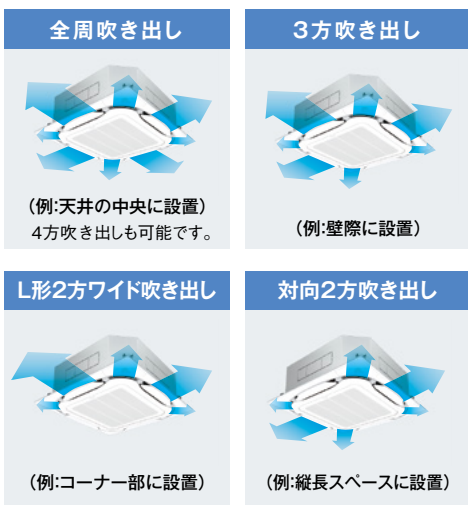 全周吹き出し
(例:天井の中央に設置)
4方吹き出しも可能です。
3方吹き出し
(例:壁際に設置)
L形2方ワイド吹き出し
(例:コーナー部に設置)
対向2方吹き出し
(例:縦長スペースに設置)